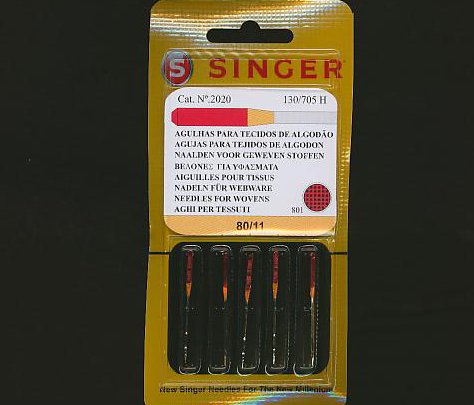 S SINGER
Cat. Nº.2020 130/705 H
AGULHAS PARA TECIDOS DE ALGODÃO
AGUJAS PARA TEJIDOS DE ALGODON
NAALDEN VOOR GEWEVEN STOFFEN
ΒΕΛΟΝΕΣ ΓΙΑ ΥΦΑΣΜΑΤΑ
AIGUILLES POUR TISSUS
NADELN FÜR WEBWARE
NEEDLES FOR WOVENS
AGHI PER TESSUTI 801
80/11
New Singer Needles For The New Millenium